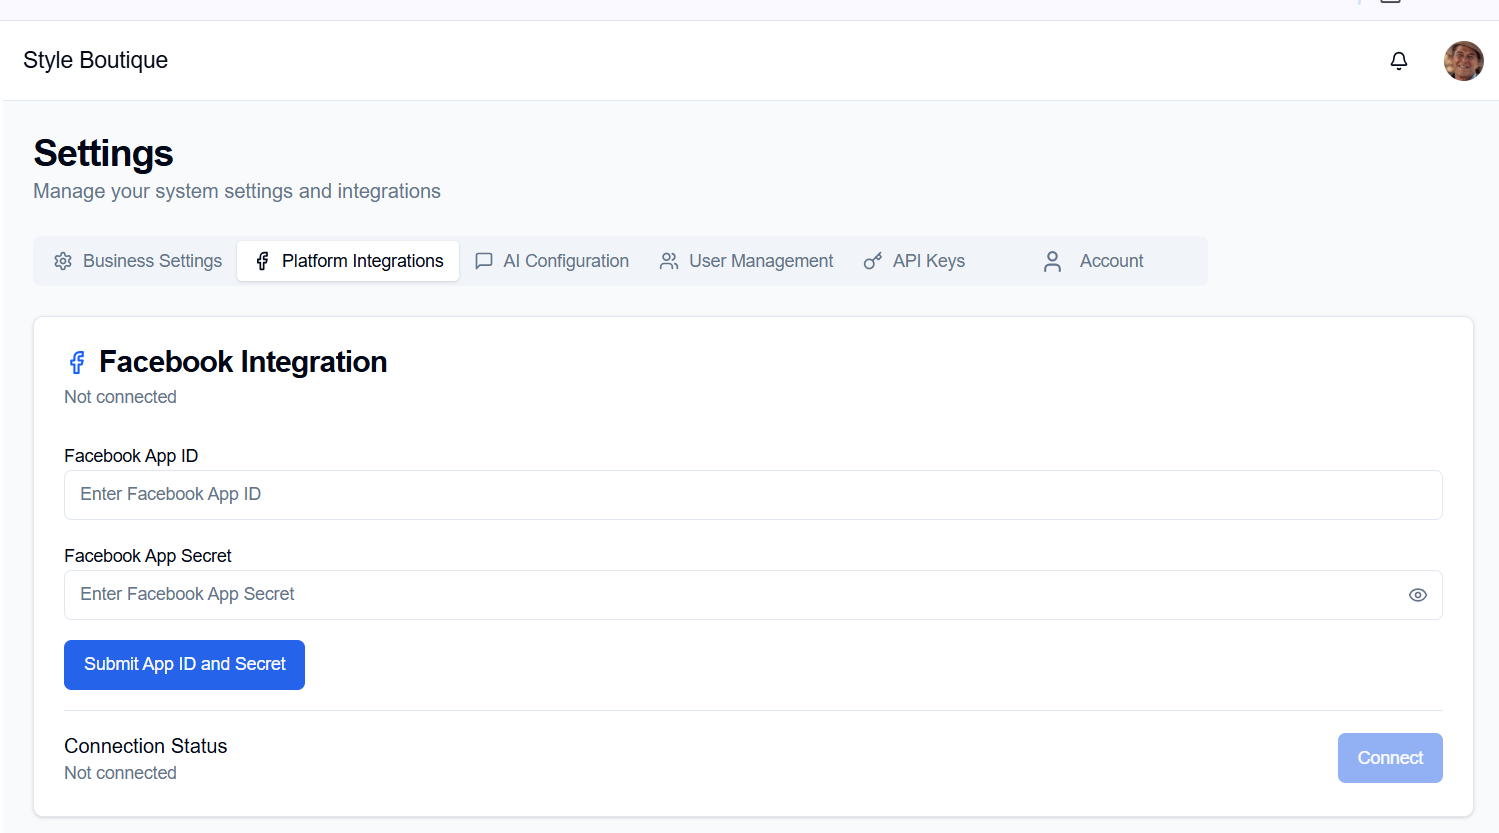 Style Boutique
Settings
Manage your system settings and integrations
Business Settings
Platform Integrations
AI Configuration
User Management
API Keys
Account
Facebook Integration
Not connected
Facebook App ID
Enter Facebook App ID
Facebook App Secret
Enter Facebook App Secret
Submit App ID and Secret
Connection Status
Not connected
Connect